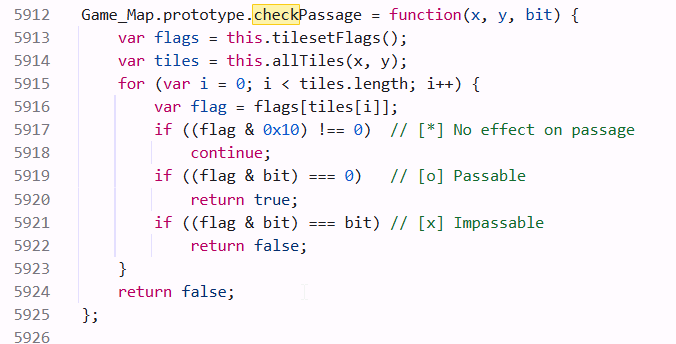 5912 Game_Map.prototype.checkPassage = function(x, y, bit) {
5913     var flags = this.tilesetFlags();
5914     var tiles = this.allTiles(x, y);
5915     for (var i = 0; i < tiles.length; i++) {
5916         var flag = flags[tiles[i]];
5917         if ((flag & 0x10) !== 0)  // [*] No effect on passage
5918             continue;
5919         if ((flag & bit) === 0)   // [o] Passable
5920             return true;
5921         if ((flag & bit) === bit) // [x] Impassable
5922             return false;
5923     }
5924     return false;
5925 };
5926